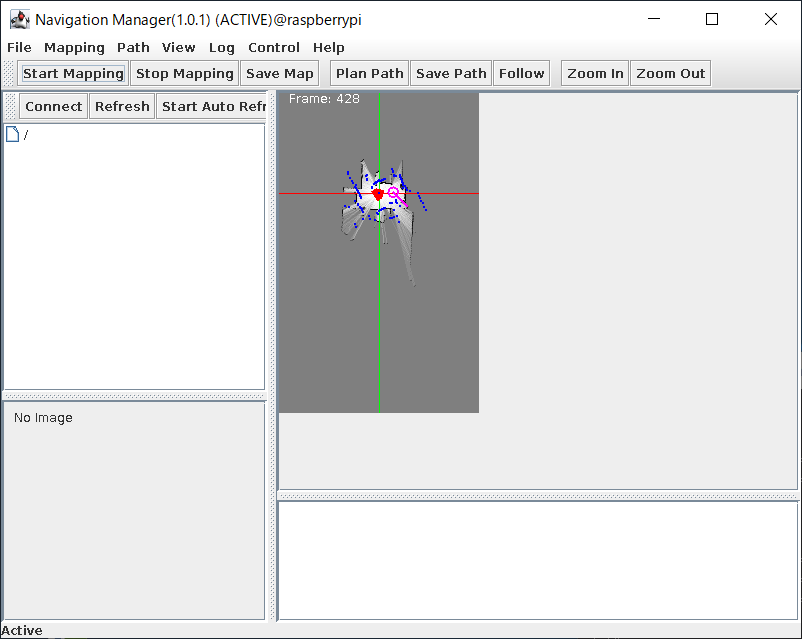 Navigation Manager(1.0.1) (ACTIVE)@raspberrypi
File Mapping Path View Log Control Help
Start Mapping Stop Mapping Save Map Plan Path Save Path Follow Zoom In Zoom Out
Connect Refresh Start Auto Refr
Frame: 428
/
No Image
Active